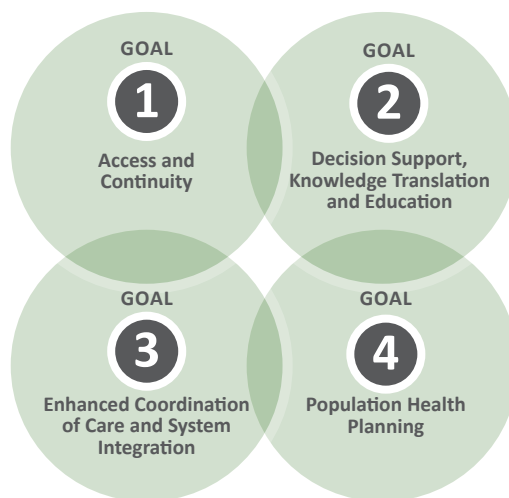 GOAL
1
Access and
Continuity
GOAL
2
Decision Support,
Knowledge Translation
and Education
GOAL
3
Enhanced Coordination
of Care and System
Integration
GOAL
4
Population Health
Planning